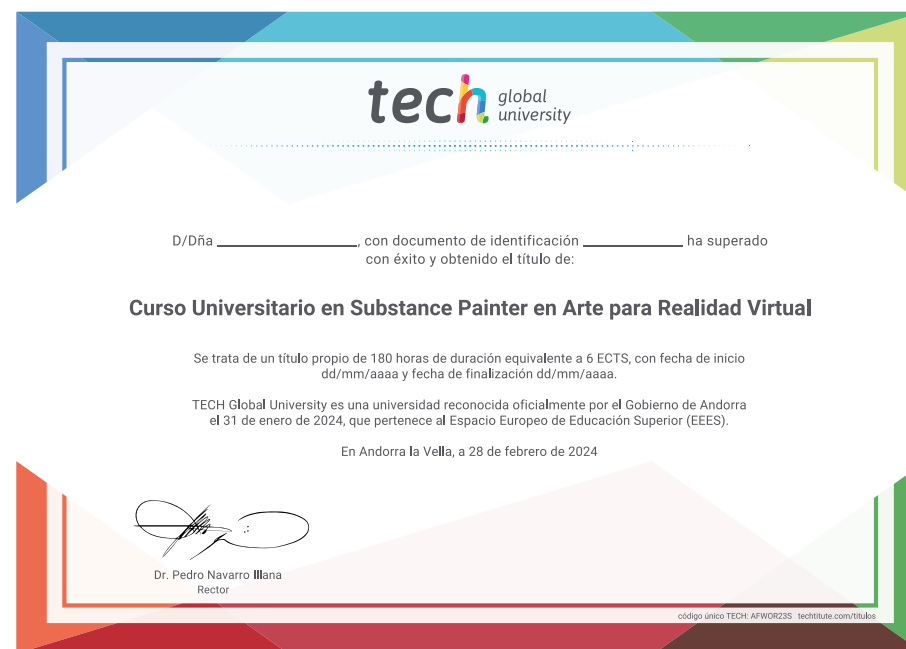 tech global university
D/Dña ____________________, con documento de identificación ______________ ha superado
con éxito y obtenido el título de:
Curso Universitario en Substance Painter en Arte para Realidad Virtual
Se trata de un título propio de 180 horas de duración equivalente a 6 ECTS, con fecha de inicio
dd/mm/aaaa y fecha de finalización dd/mm/aaaa.
TECH Global University es una universidad reconocida oficialmente por el Gobierno de Andorra
el 31 de enero de 2024, que pertenece al Espacio Europeo de Educación Superior (EEES).
En Andorra la Vella, a 28 de febrero de 2024
Dr. Pedro Navarro Illana
Rector
código único TECH: AFWOR23S techtitute.com/titulos